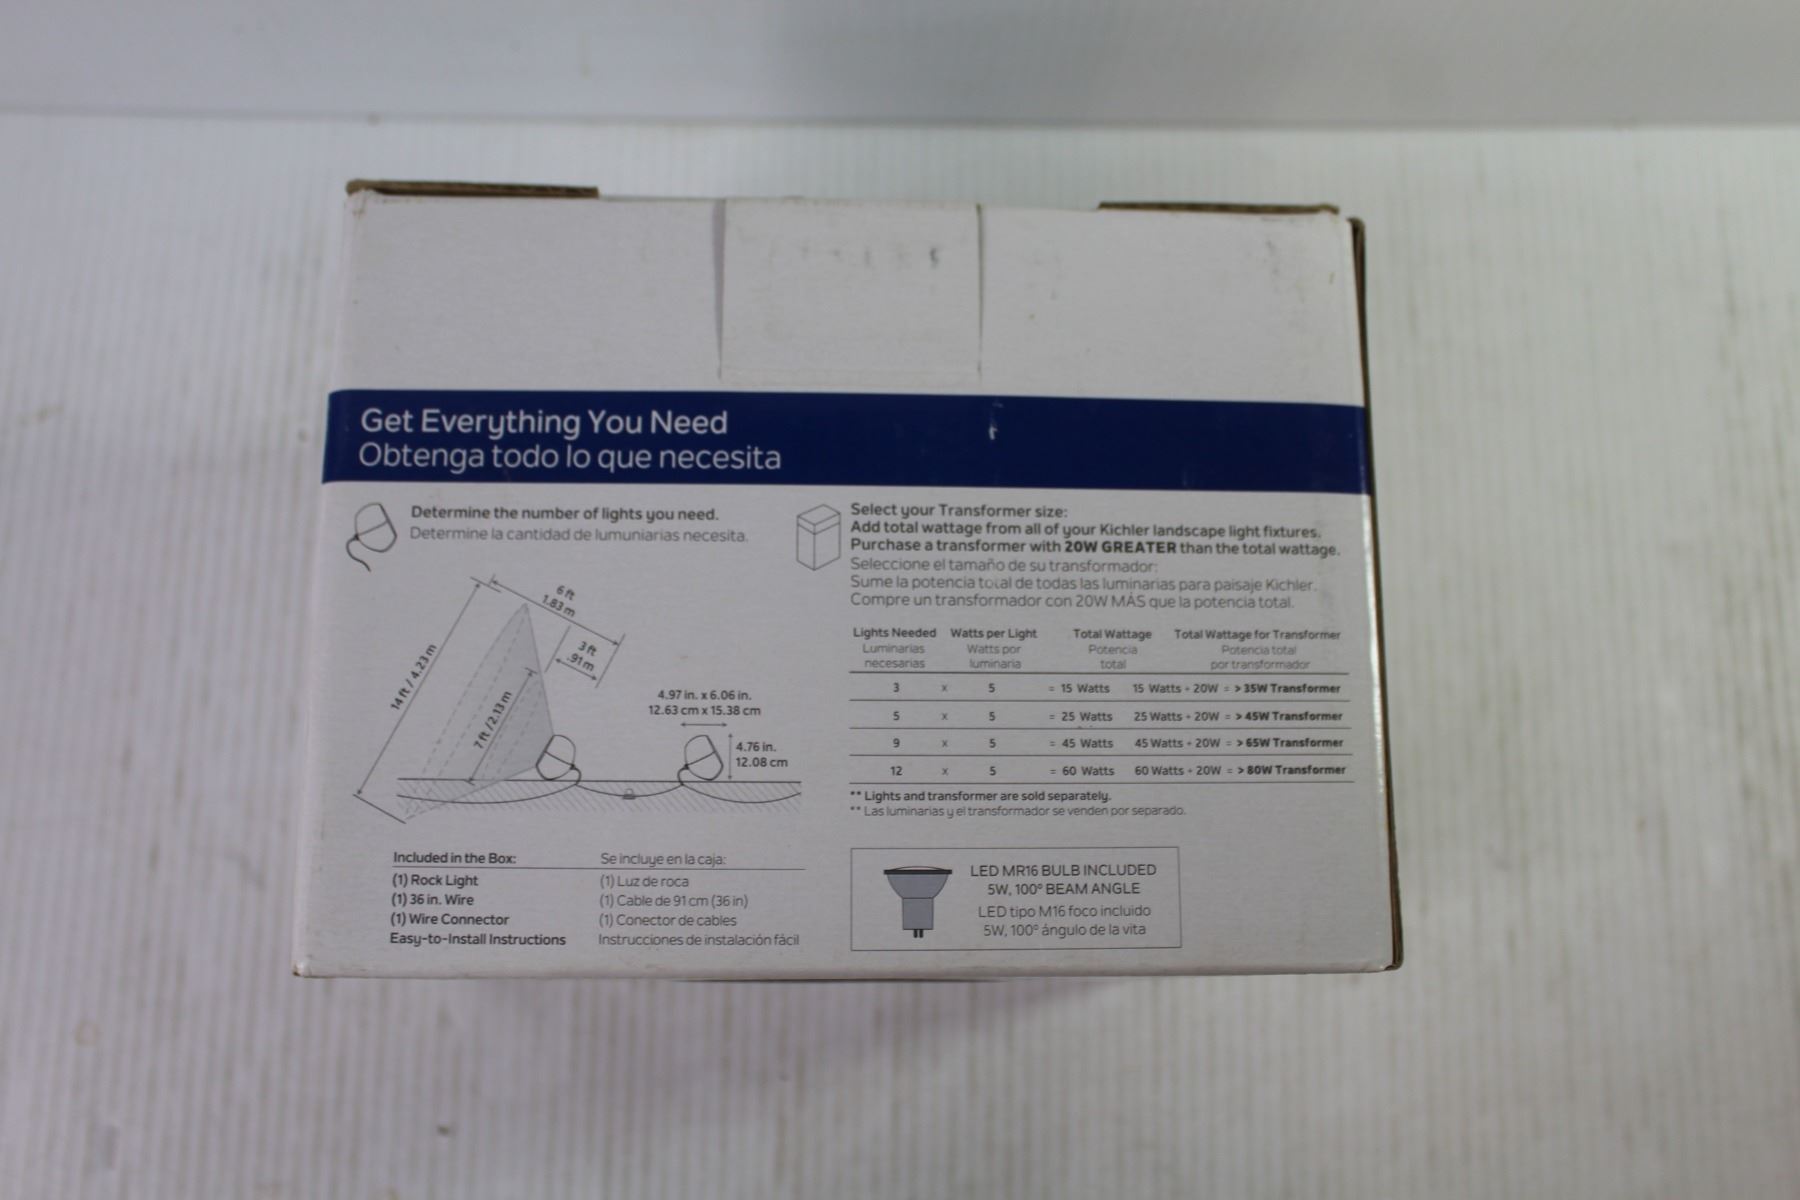 Get Everything You Need
Obtenga todo lo que necesita
Determine the number of lights you need.
Determine la cantidad de lumuniarias necesita.
6 ft
1.83 m
3 ft
.91 m
14 ft / 4.23 m
7 ft / 2.13 m
4.97 in. x 6.06 in.
12.63 cm x 15.38 cm
4.76 in.
12.08 cm
Included in the Box:
(1) Rock Light
(1) 36 in. Wire
(1) Wire Connector
Easy-to-Install Instructions
Se incluye en la caja:
(1) Luz de roca
(1) Cable de 91 cm (36 in)
(1) Conector de cables
Instrucciones de instalación fácil
Select your Transformer size:
Add total wattage from all of your Kichler landscape light fixtures.
Purchase a transformer with 20W GREATER than the total wattage.
Seleccione el tamaño de su transformador:
Sume la potencia total de todas las luminarias para paisaje Kichler.
Compre un transformador con 20W MÁS que la potencia total.
Lights Needed Watts per Light Total Wattage Total Wattage for Transformer
Luminarias Watts por Potencia Potencia total
necesarias luminaria total por transformador
3 x 5 = 15 Watts 15 Watts + 20W = > 35W Transformer
5 x 5 = 25 Watts 25 Watts + 20W = > 45W Transformer
9 x 5 = 45 Watts 45 Watts + 20W = > 65W Transformer
12 x 5 = 60 Watts 60 Watts + 20W = > 80W Transformer
** Lights and transformer are sold separately.
** Las luminarias y el transformador se venden por separado.
LED MR16 BULB INCLUDED
5W, 100° BEAM ANGLE
LED tipo M16 foco incluido
5W, 100° ángulo de la vita